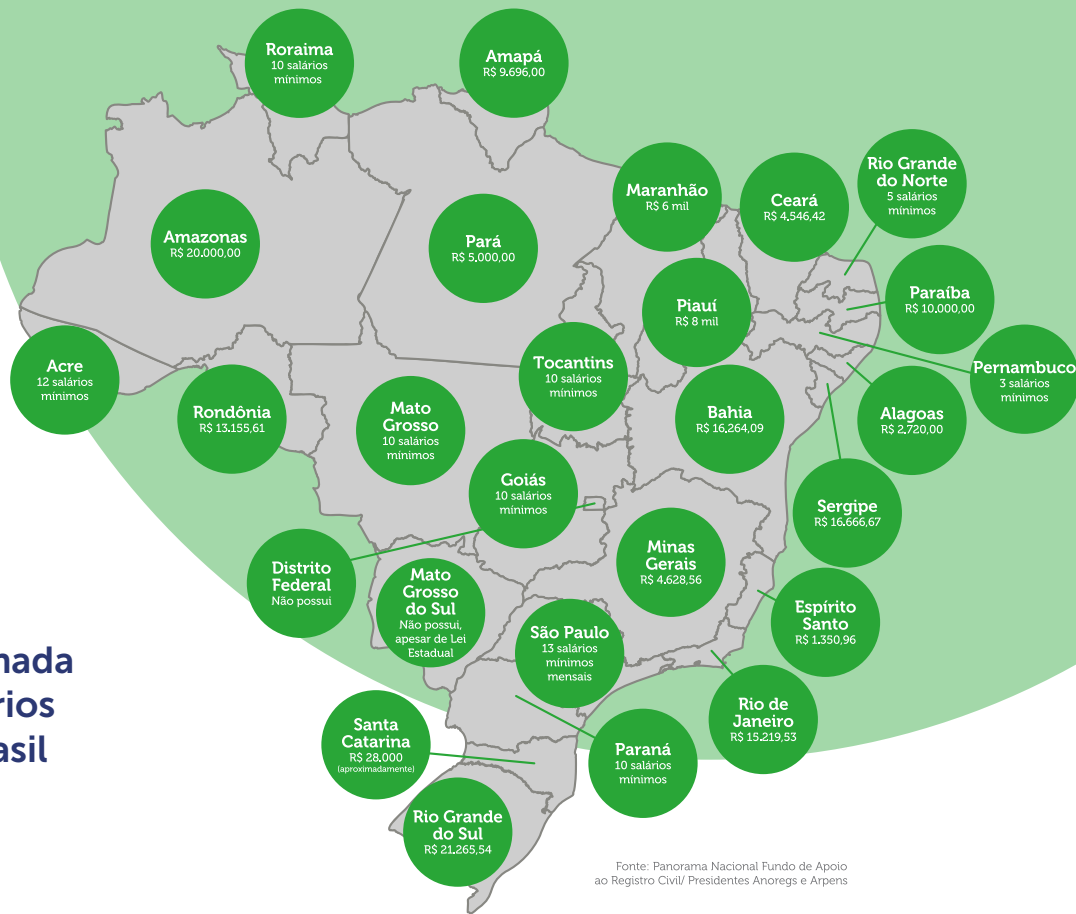 Roraima
10 salários
mínimos
Amapá
R$ 9.696,00
Maranhão
R$ 6 mil
Ceará
R$ 4.546,42
Rio Grande
do Norte
5 salários
mínimos
Amazonas
R$ 20.000,00
Pará
R$ 5.000,00
Piauí
R$ 8 mil
Paraíba
R$ 10.000,00
Acre
12 salários
mínimos
Rondônia
R$ 13.155,61
Mato
Grosso
10 salários
mínimos
Tocantins
10 salários
mínimos
Bahia
R$ 16.264,09
Pernambuco
3 salários
mínimos
Alagoas
R$ 2.720,00
Goiás
10 salários
mínimos
Sergipe
R$ 16.666,67
Distrito
Federal
Não possui
Mato
Grosso
do Sul
Não possui,
apesar de Lei
Estadual
Minas
Gerais
R$ 4.628,56
Espírito
Santo
R$ 1.350,96
São Paulo
13 salários
mínimos
mensais
Rio de
Janeiro
R$ 15.219,53
nada
rios
asil
Santa
Catarina
R$ 28.000
(aproximadamente)
Paraná
10 salários
mínimos
Rio Grande
do Sul
R$ 21.265,54
Fonte: Panorama Nacional Fundo de Apoio
ao Registro Civil/ Presidentes Anoregs e Arpens